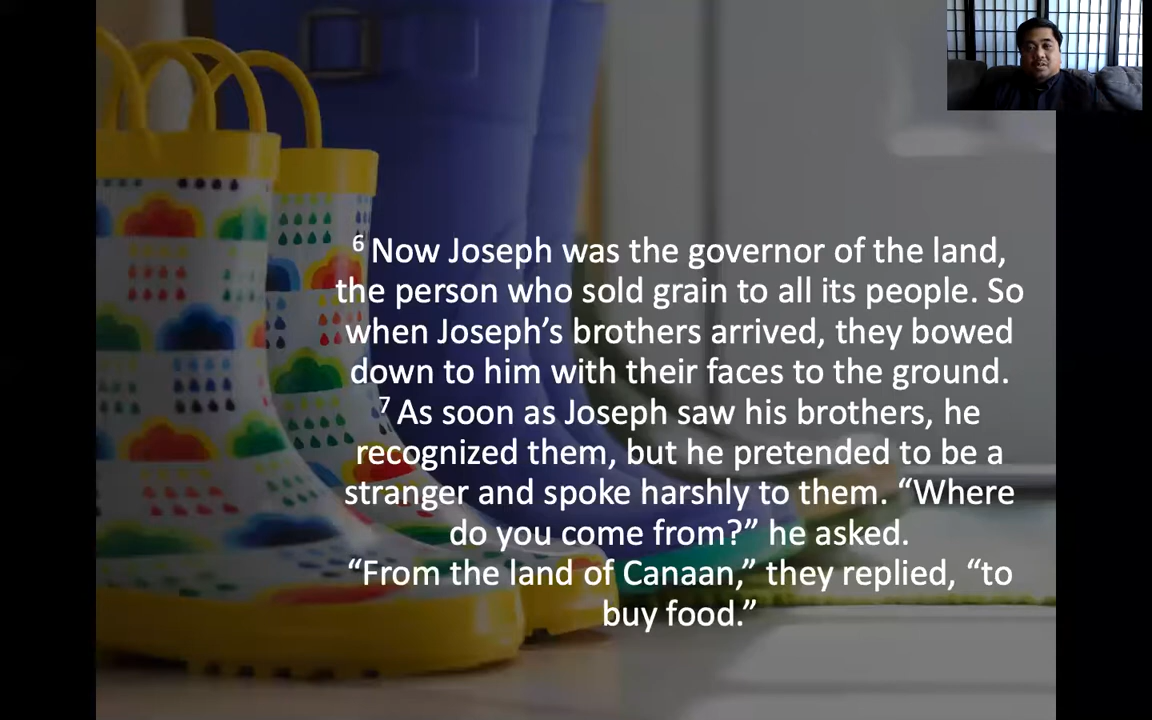 ⁶ Now Joseph was the governor of the land,
the person who sold grain to all its people. So
when Joseph’s brothers arrived, they bowed
down to him with their faces to the ground.
⁷ As soon as Joseph saw his brothers, he
recognized them, but he pretended to be a
stranger and spoke harshly to them. “Where
do you come from?” he asked.
“From the land of Canaan,” they replied, “to
buy food.”